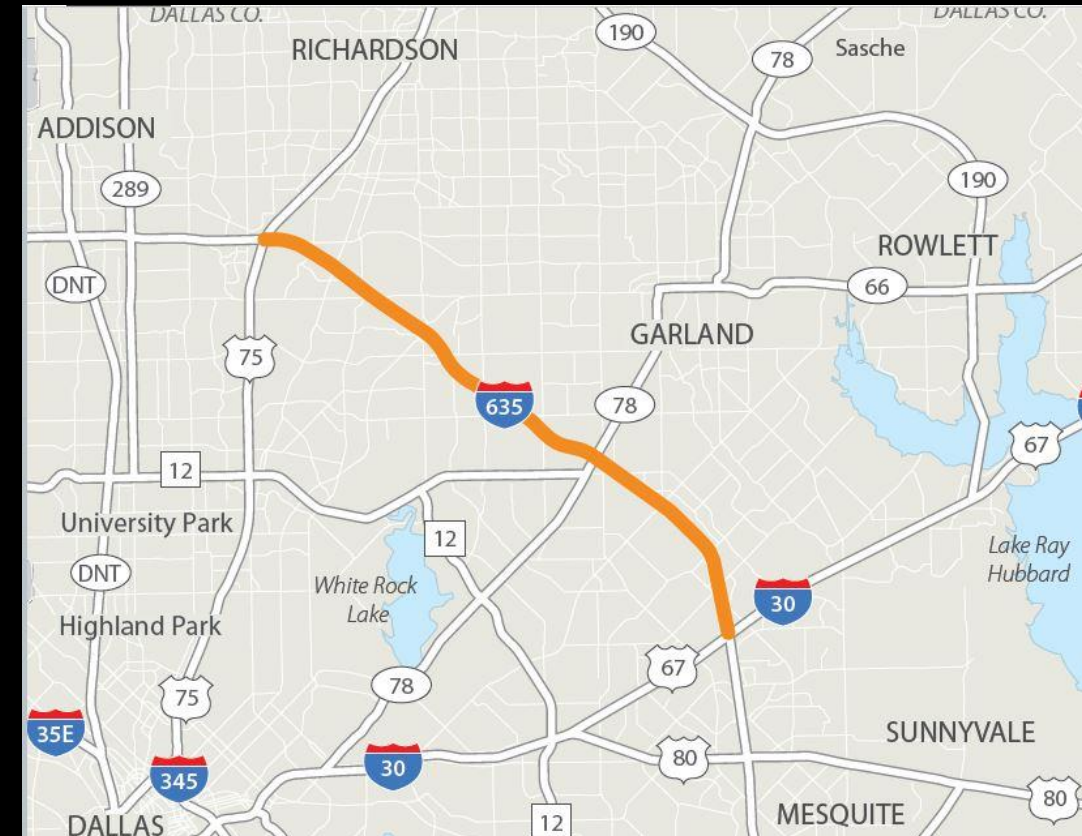 DALLAS CO.
DALLAS CO.
RICHARDSON
190
78
Sasche
ADDISON
289
190
ROWLETT
DNT
66
GARLAND
75
635
78
67
12
University Park
12
Lake Ray
Hubbard
DNT
White Rock
Lake
30
Highland Park
67
75
78
35E
SUNNYVALE
80
30
345
80
MESQUITE
12
DALLAS